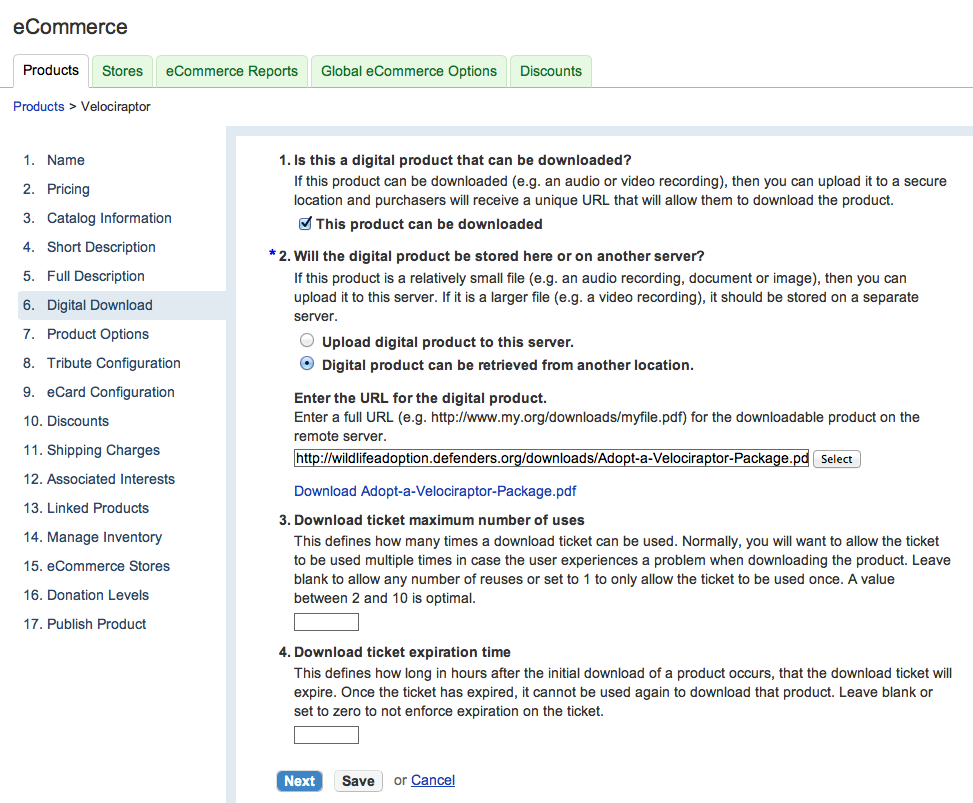 eCommerce
Products Stores eCommerce Reports Global eCommerce Options Discounts
Products > Velociraptor
1. Name
2. Pricing
3. Catalog Information
4. Short Description
5. Full Description
6. Digital Download
7. Product Options
8. Tribute Configuration
9. eCard Configuration
10. Discounts
11. Shipping Charges
12. Associated Interests
13. Linked Products
14. Manage Inventory
15. eCommerce Stores
16. Donation Levels
17. Publish Product
1. Is this a digital product that can be downloaded?
If this product can be downloaded (e.g. an audio or video recording), then you can upload it to a secure
location and purchasers will receive a unique URL that will allow them to download the product.
This product can be downloaded
* 2. Will the digital product be stored here or on another server?
If this product is a relatively small file (e.g. an audio recording, document or image), then you can
upload it to this server. If it is a larger file (e.g. a video recording), it should be stored on a separate
server.
Upload digital product to this server.
Digital product can be retrieved from another location.
Enter the URL for the digital product.
Enter a full URL (e.g. http://www.my.org/downloads/myfile.pdf) for the downloadable product on the
remote server.
http://wildlifeadoption.defenders.org/downloads/Adopt-a-Velociraptor-Package.pd Select
Download Adopt-a-Velociraptor-Package.pdf
3. Download ticket maximum number of uses
This defines how many times a download ticket can be used. Normally, you will want to allow the ticket
to be used multiple times in case the user experiences a problem when downloading the product. Leave
blank to allow any number of reuses or set to 1 to only allow the ticket to be used once. A value
between 2 and 10 is optimal.
4. Download ticket expiration time
This defines how long in hours after the initial download of a product occurs, that the download ticket will
expire. Once the ticket has expired, it cannot be used again to download that product. Leave blank or
set to zero to not enforce expiration on the ticket.
Next Save or Cancel